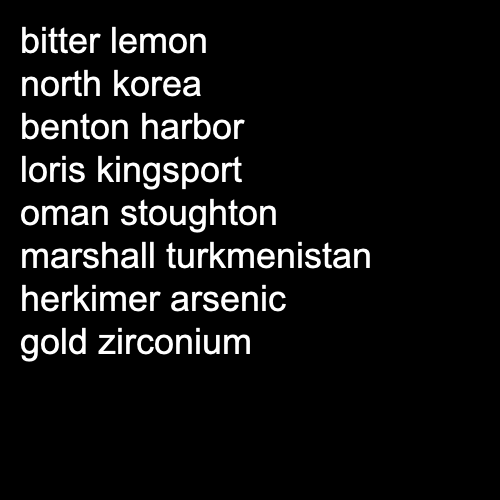 bitter lemon
north korea
benton harbor
loris kingsport
oman stoughton
marshall turkmenistan
herkimer arsenic
gold zirconium